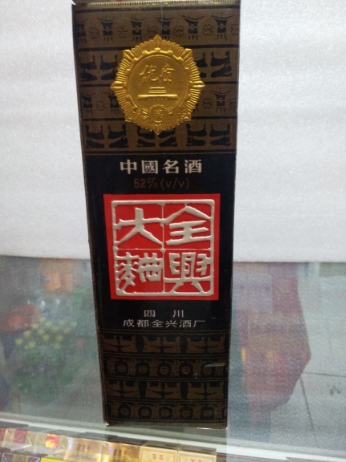 中國名酒
52%(v/v)
全興
大麯
四川
成都全兴酒厂